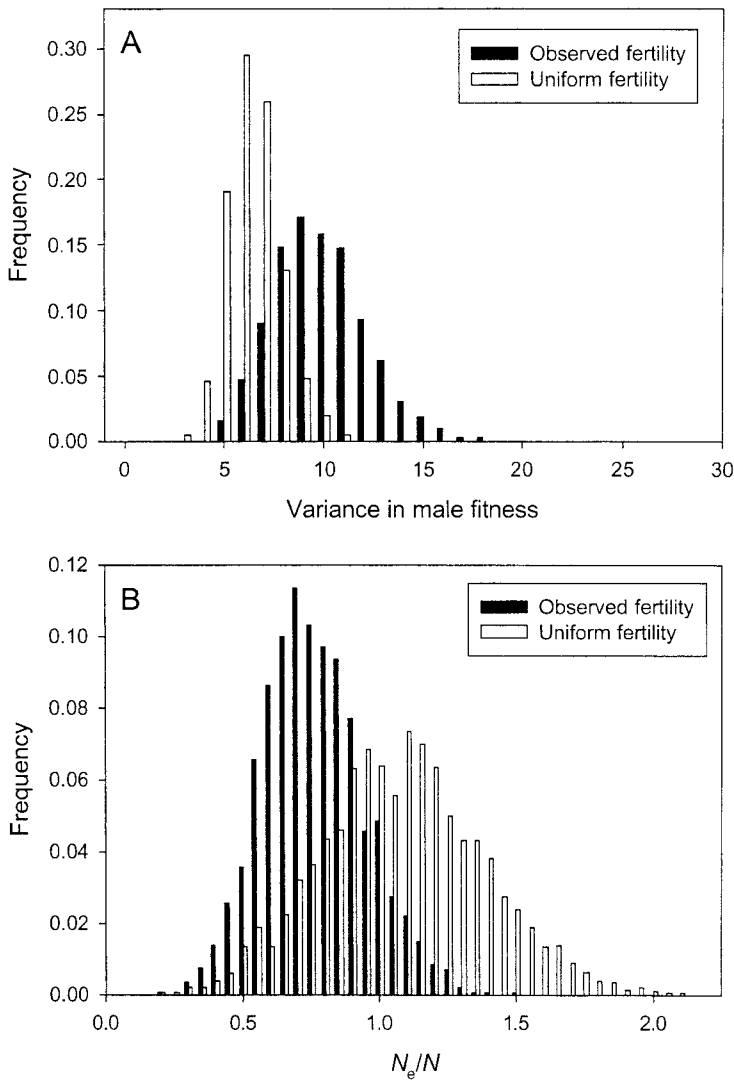 A
Observed fertility
Uniform fertility
Frequency
0.30
0.25
0.20
0.15
0.10
0.05
0.00
0 5 10 15 20 25 30
Variance in male fitness
B
Observed fertility
Uniform fertility
Frequency
0.12
0.10
0.08
0.06
0.04
0.02
0.00
0.0 0.5 1.0 1.5 2.0
Ne/N